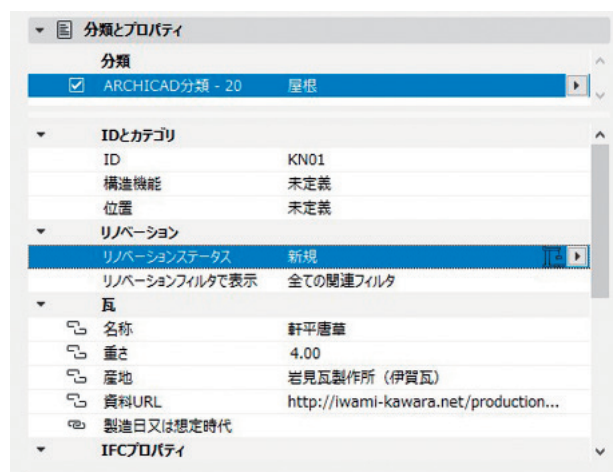 分類とプロパティ
分類
ARCHICAD分類 - 20 屋根
IDとカテゴリ
ID KN01
構造機能 未定義
位置 未定義
リノベーション
リノベーションステータス 新規
リノベーションフィルタで表示 全ての関連フィルタ
瓦
名称 軒平唐草
重さ 4.00
産地 岩見瓦製作所（伊賀瓦）
資料URL http://iwami-kawara.net/production...
製造日又は想定時代
IFCプロパティ